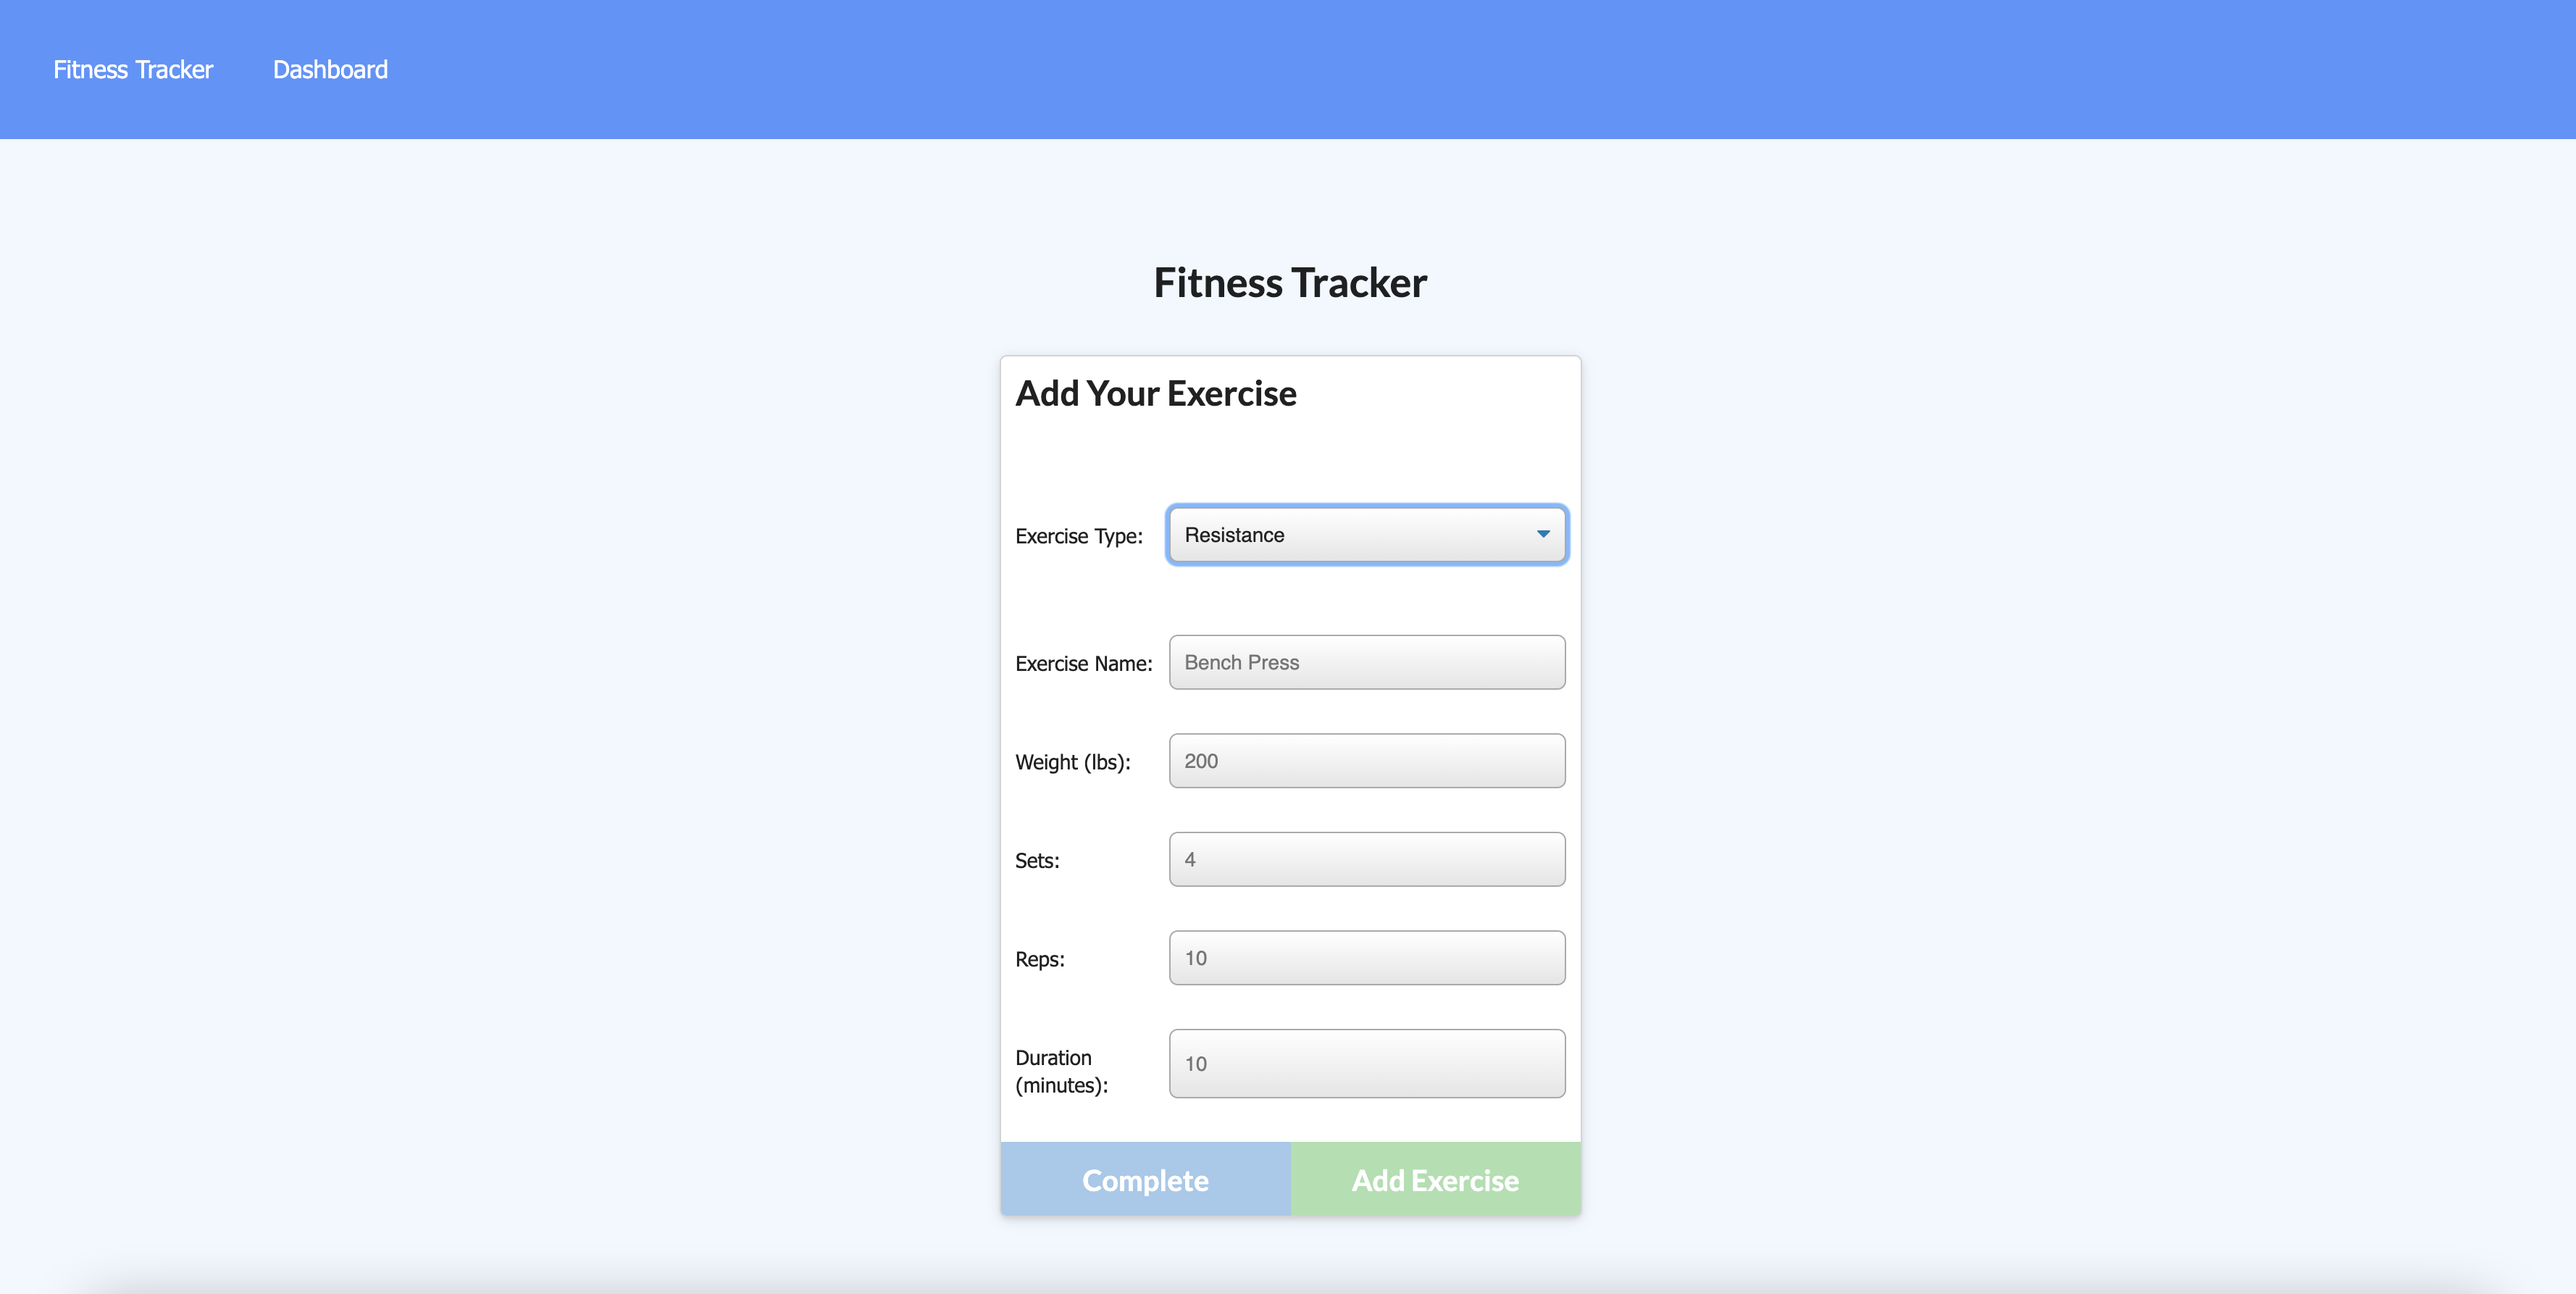 Fitness Tracker Dashboard
Fitness Tracker
Add Your Exercise
Exercise Type: Resistance
Exercise Name: Bench Press
Weight (lbs): 200
Sets: 4
Reps: 10
Duration
(minutes): 10
Complete Add Exercise